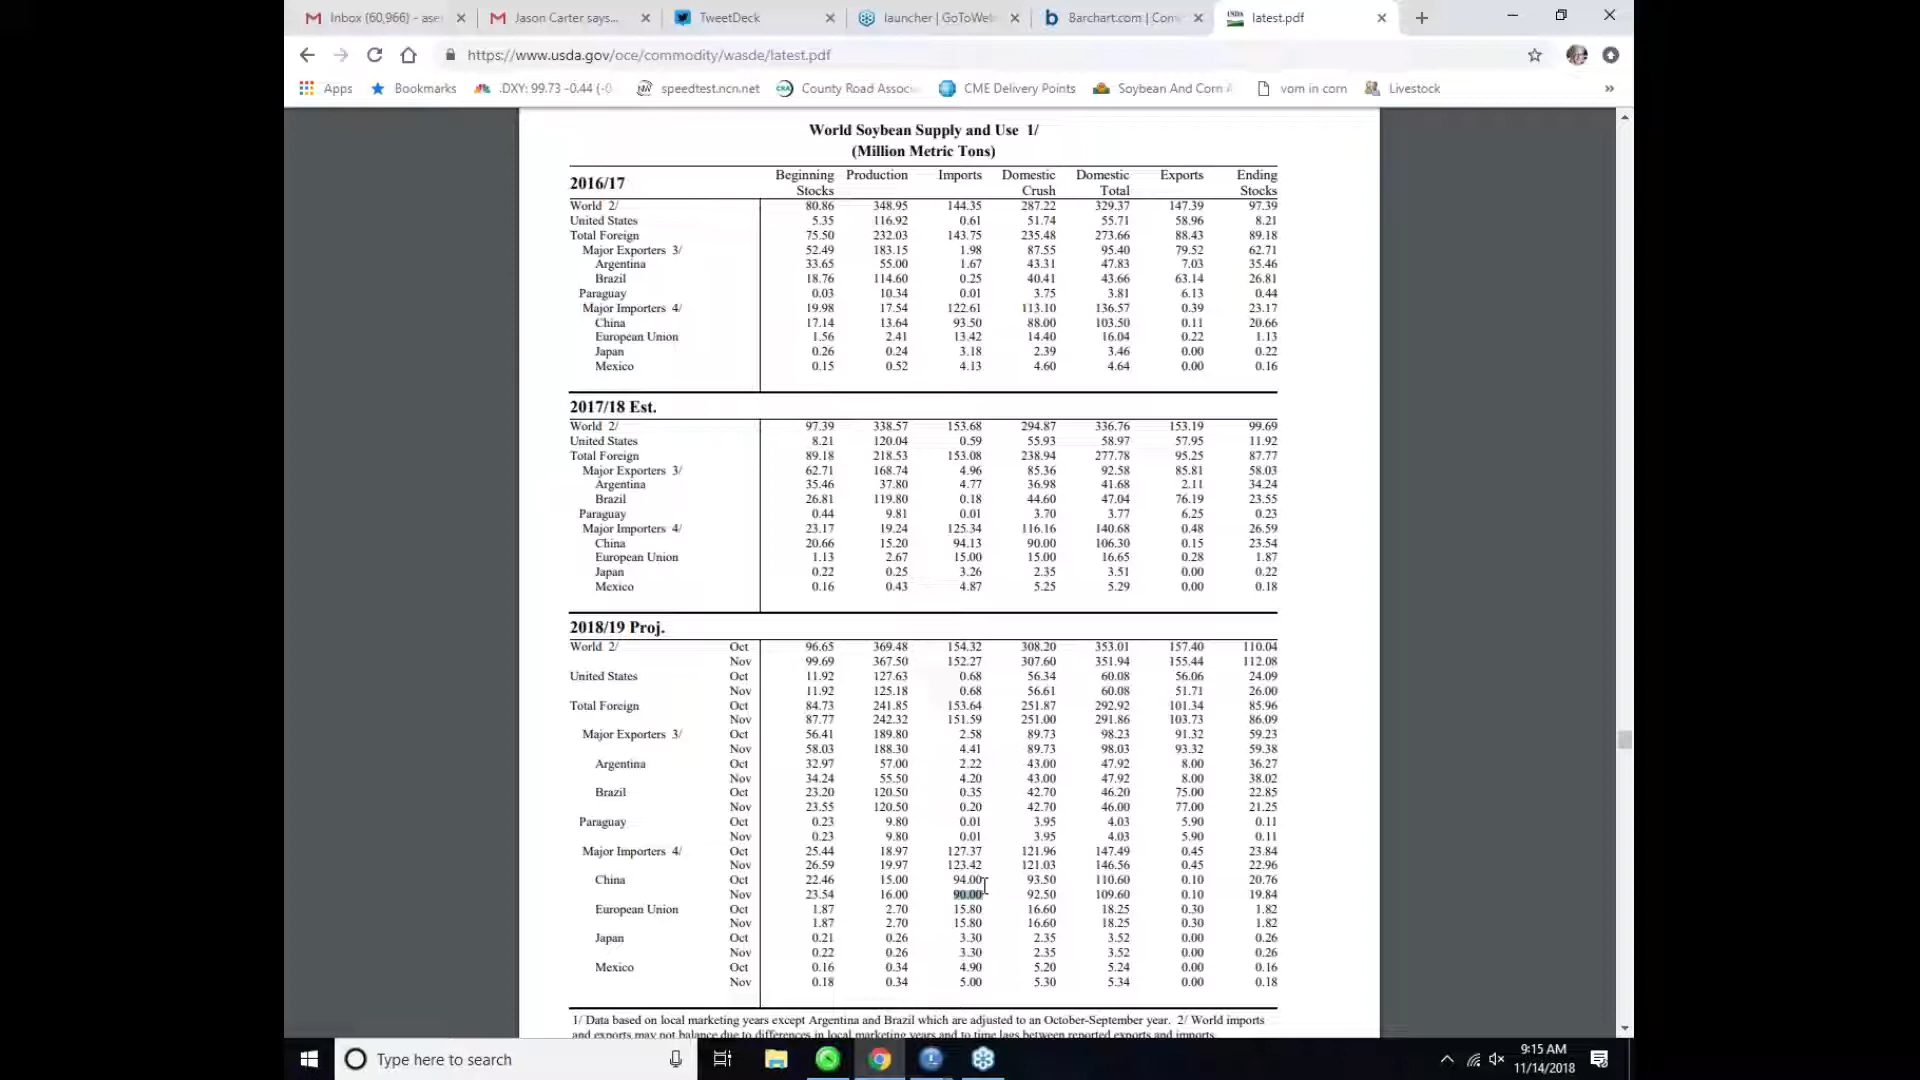 Inbox (60,966) - ase
Jason Carter says...
TweetDeck
launcher | GoToWe
Barchart.com | Com
latest.pdf
https://www.usda.gov/oce/commodity/wasde/latest.pdf
Apps Bookmarks .DXY: 99.73 -0.44 (-0 speedtest.ncn.net County Road Associ CME Delivery Points Soybean And Corn vom in corn Livestock »
World Soybean Supply and Use 1/
(Million Metric Tons)
2016/17 Beginning Stocks Production Imports Domestic Crush Domestic Total Exports Ending Stocks
World 2/ 80.86 348.95 144.35 287.22 329.37 147.39 97.39
United States 5.35 116.92 0.61 51.74 55.71 58.96 8.21
Total Foreign 75.50 232.03 143.75 235.48 273.66 88.43 89.18
Major Exporters 3/ 52.49 183.15 1.98 87.55 95.40 79.52 62.71
Argentina 33.65 55.00 1.67 43.31 47.83 7.03 35.46
Brazil 18.76 114.60 0.25 40.41 43.66 63.14 26.81
Paraguay 0.03 10.34 0.01 3.75 3.81 6.13 0.44
Major Importers 4/ 19.98 17.54 122.61 113.10 136.57 0.39 23.17
China 17.14 13.64 93.50 88.00 103.50 0.11 20.66
European Union 1.56 2.41 13.42 14.40 16.04 0.22 1.13
Japan 0.26 0.24 3.18 2.39 3.46 0.00 0.22
Mexico 0.15 0.52 4.13 4.60 4.64 0.00 0.16
2017/18 Est.
World 2/ 97.39 338.57 153.68 294.87 336.76 153.19 99.69
United States 8.21 120.04 0.59 55.93 58.97 57.95 11.92
Total Foreign 89.18 218.53 153.08 238.94 277.78 95.25 87.77
Major Exporters 3/ 62.71 168.74 4.96 85.36 92.58 85.81 58.03
Argentina 35.46 37.80 4.77 36.98 41.68 2.11 34.24
Brazil 26.81 119.80 0.18 44.60 47.04 76.19 23.55
Paraguay 0.44 9.81 0.01 3.70 3.77 6.25 0.23
Major Importers 4/ 23.17 19.24 125.34 116.16 140.68 0.48 26.59
China 20.66 15.20 94.13 90.00 106.30 0.15 23.54
European Union 1.13 2.67 15.00 15.00 16.65 0.28 1.87
Japan 0.22 0.25 3.26 2.35 3.51 0.00 0.22
Mexico 0.16 0.43 4.87 5.25 5.29 0.00 0.18
2018/19 Proj.
World 2/ Oct 96.65 369.48 154.32 308.20 353.01 157.40 110.04
Nov 99.69 367.50 152.27 307.60 351.94 155.44 112.08
United States Oct 11.92 127.63 0.68 56.34 60.08 56.06 24.09
Nov 11.92 125.18 0.68 56.61 60.08 51.71 26.00
Total Foreign Oct 84.73 241.85 153.64 251.87 292.92 101.34 85.96
Nov 87.77 242.32 151.59 251.00 291.86 103.73 86.09
Major Exporters 3/ Oct 56.41 189.80 2.58 89.73 98.23 91.32 59.23
Nov 58.03 188.30 4.41 89.73 98.03 93.32 59.38
Argentina Oct 32.97 57.00 2.22 43.00 47.92 8.00 36.27
Nov 34.24 55.50 4.20 43.00 47.92 8.00 38.02
Brazil Oct 23.20 120.50 0.35 42.70 46.20 75.00 22.85
Nov 23.55 120.50 0.20 42.70 46.00 77.00 21.25
Paraguay Oct 0.23 9.80 0.01 3.95 4.03 5.90 0.11
Nov 0.23 9.80 0.01 3.95 4.03 5.90 0.11
Major Importers 4/ Oct 25.44 18.97 127.37 121.96 147.49 0.45 23.84
Nov 26.59 19.97 123.42 121.03 146.56 0.45 22.96
China Oct 22.46 15.00 94.00 93.50 110.60 0.10 20.76
Nov 23.54 16.00 90.00 92.50 109.60 0.10 19.84
European Union Oct 1.87 2.70 15.80 16.60 18.25 0.30 1.82
Nov 1.87 2.70 15.80 16.60 18.25 0.30 1.82
Japan Oct 0.21 0.26 3.30 2.35 3.52 0.00 0.26
Nov 0.22 0.26 3.30 2.35 3.52 0.00 0.26
Mexico Oct 0.16 0.34 4.90 5.20 5.24 0.00 0.16
Nov 0.18 0.34 5.00 5.30 5.34 0.00 0.18
1/ Data based on local marketing years except Argentina and Brazil which are adjusted to an October-September year. 2/ World imports
and exports may not balance due to differences in local marketing years and to time lags between reported exports and imports.
Type here to search
9:15 AM
11/14/2018